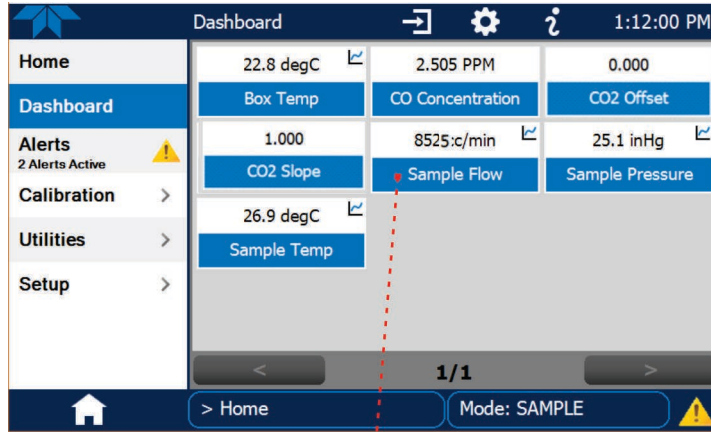 Dashboard
1:12:00 PM
Home
Dashboard
Alerts
2 Alerts Active
Calibration >
Utilities >
Setup >
22.8 degC
Box Temp
2.505 PPM
CO Concentration
0.000
CO2 Offset
1.000
CO2 Slope
8525:c/min
Sample Flow
25.1 inHg
Sample Pressure
26.9 degC
Sample Temp
< 1/1 >
> Home
Mode: SAMPLE